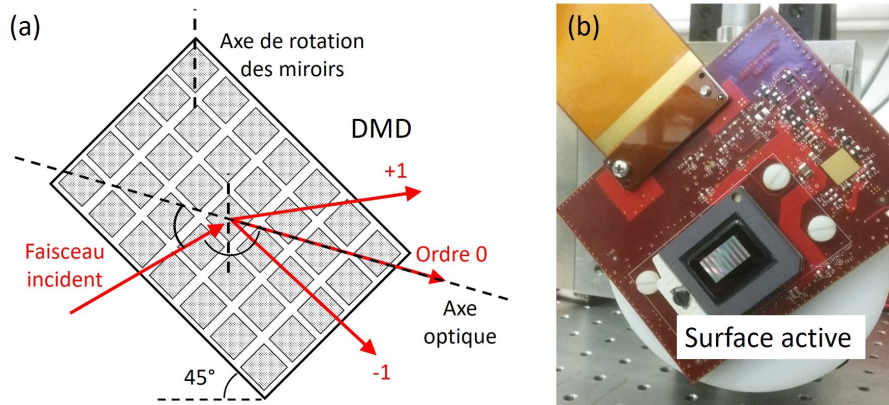 (a)
Axe de rotation
des miroirs
DMD
+1
Faisceau
incident
Ordre 0
Axe
optique
-1
45°
(b)
Surface active